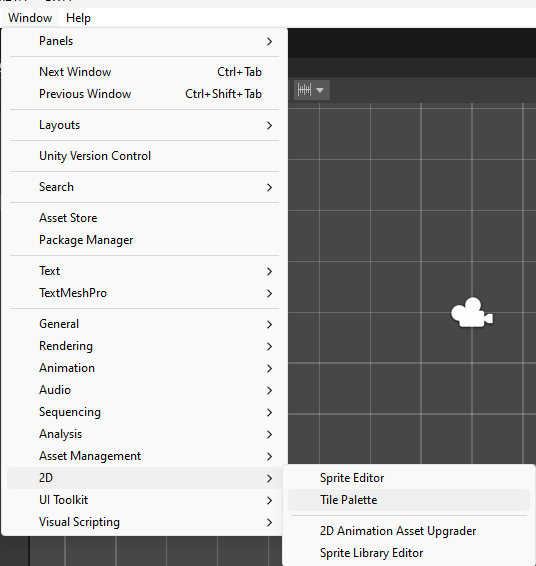 Window Help
Panels
Next Window Ctrl+Tab
Previous Window Ctrl+Shift+Tab
Layouts
Unity Version Control
Search
Asset Store
Package Manager
Text
TextMeshPro
General
Rendering
Animation
Audio
Sequencing
Analysis
Asset Management
2D
UI Toolkit
Visual Scripting
Sprite Editor
Tile Palette
2D Animation Asset Upgrader
Sprite Library Editor